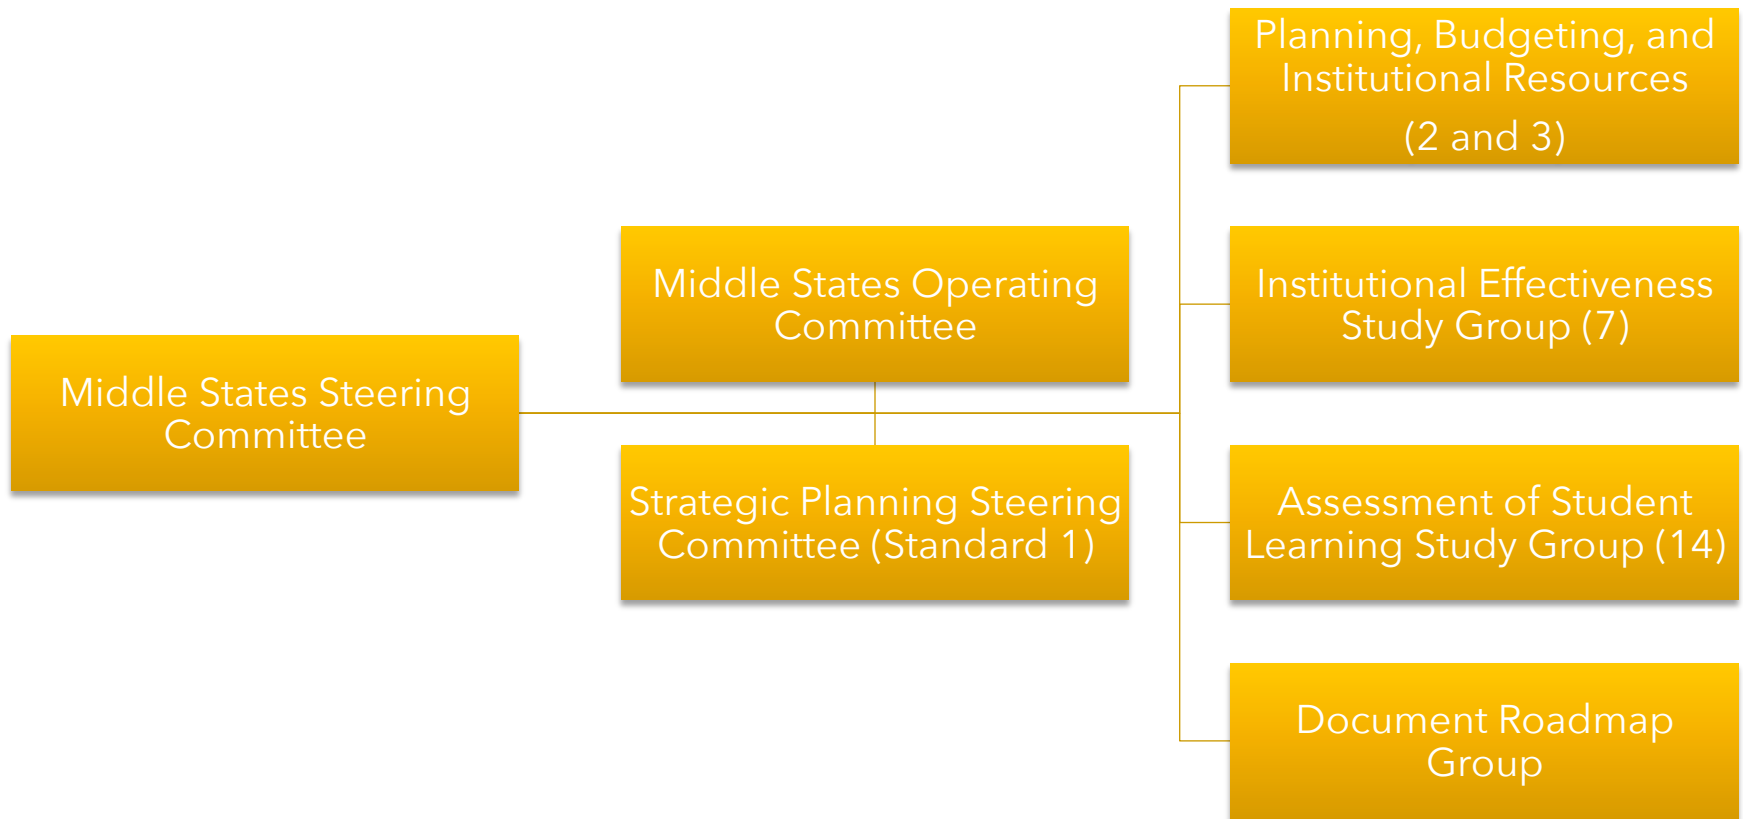 Middle States Steering
Committee
Middle States Operating
Committee
Strategic Planning Steering
Committee (Standard 1)
Planning, Budgeting, and
Institutional Resources
(2 and 3)
Institutional Effectiveness
Study Group (7)
Assessment of Student
Learning Study Group (14)
Document Roadmap
Group